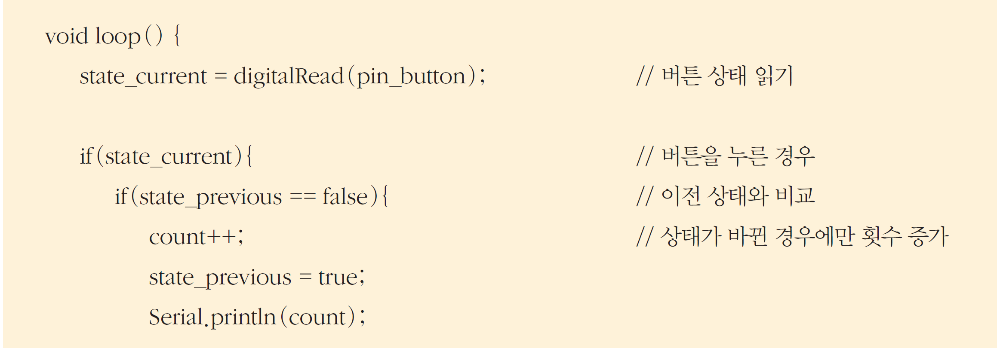 void loop() {
state_current = digitalRead(pin_button); // 버튼 상태 읽기
if(state_current){ // 버튼을 누른 경우
if(state_previous == false){ // 이전 상태와 비교
count++; // 상태가 바뀐 경우에만 횟수 증가
state_previous = true;
Serial.println(count);